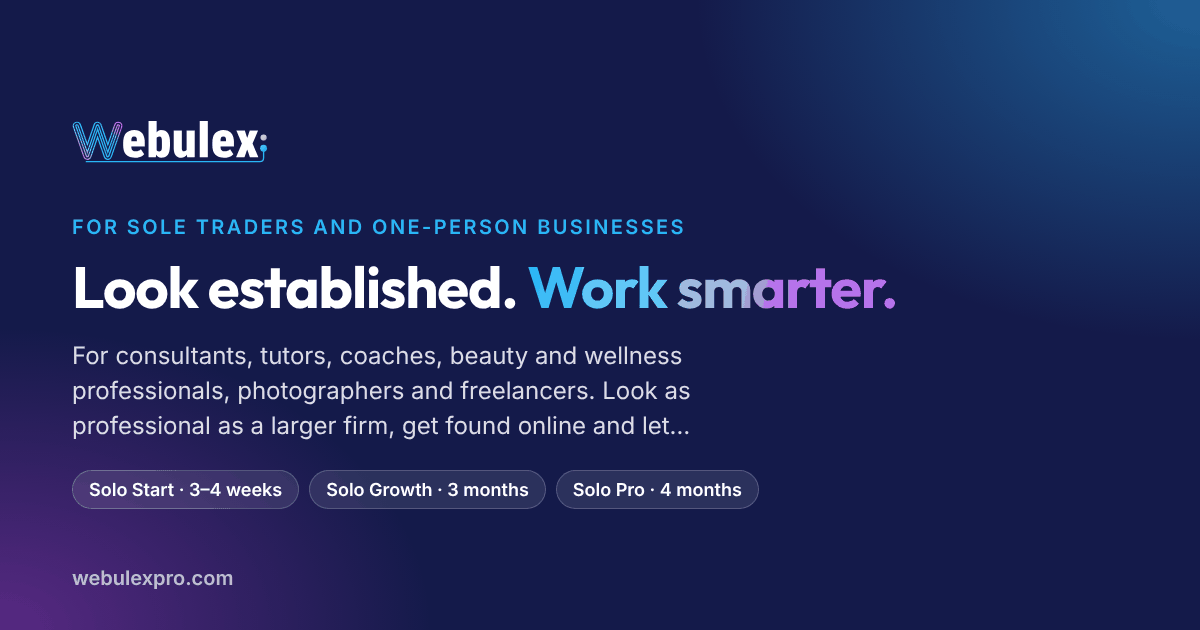 Webulex:
FOR SOLE TRADERS AND ONE-PERSON BUSINESSES
Look established. Work smarter.
For consultants, tutors, coaches, beauty and wellness
professionals, photographers and freelancers. Look as
professional as a larger firm, get found online and let...
Solo Start · 3–4 weeks
Solo Growth · 3 months
Solo Pro · 4 months
webulexpro.com